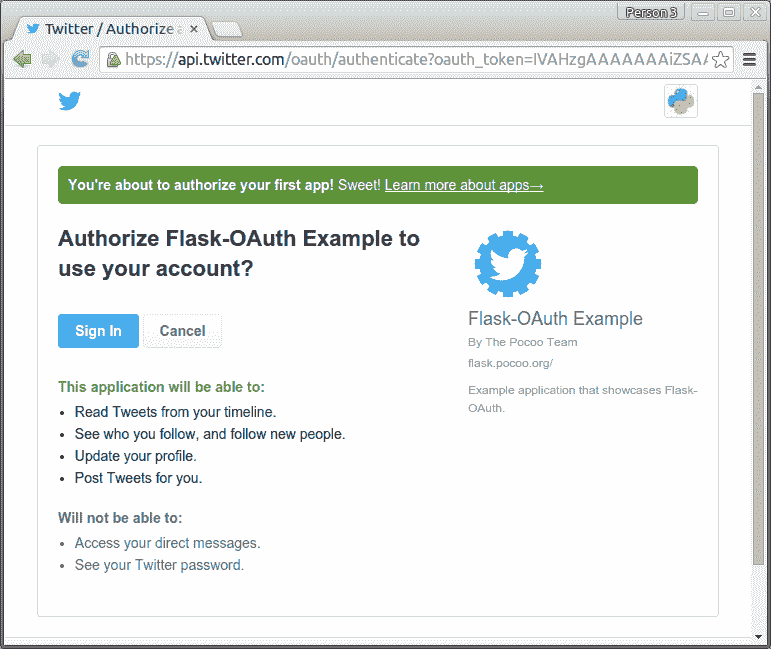 Person 3
Twitter / Authorize a
https://api.twitter.com/oauth/authenticate?oauth_token=IVAHzgAAAAAAiZSAA
You're about to authorize your first app! Sweet! Learn more about apps→
Authorize Flask-OAuth Example to
use your account?
Sign In
Cancel
This application will be able to:
• Read Tweets from your timeline.
• See who you follow, and follow new people.
• Update your profile.
• Post Tweets for you.
Will not be able to:
• Access your direct messages.
• See your Twitter password.
Flask-OAuth Example
By The Pocoo Team
flask.pocoo.org/
Example application that showcases Flask-
OAuth.